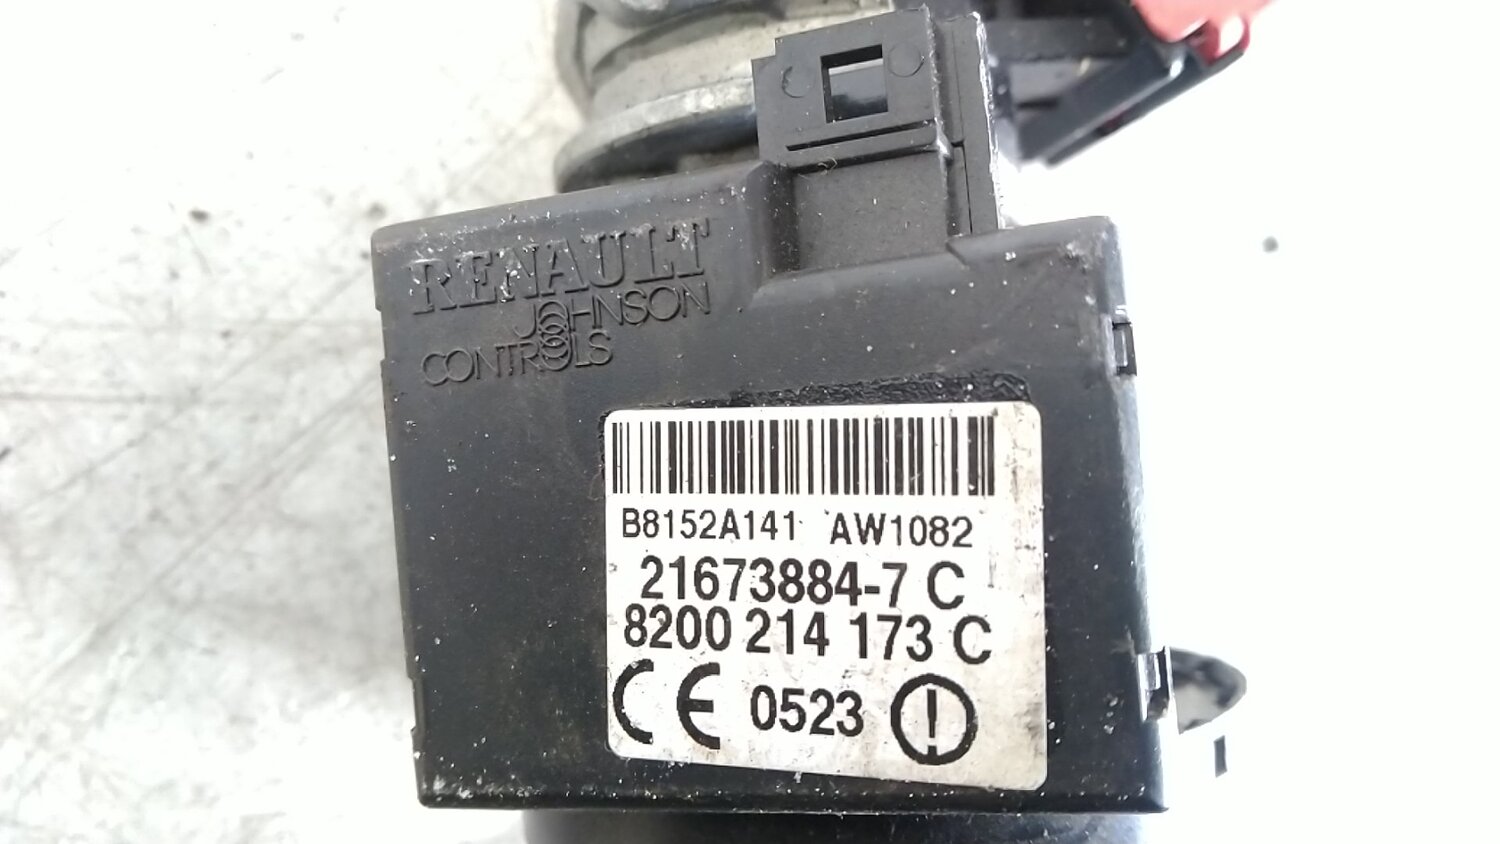 RENAULT
JOHNSON
CONTROLS
B8152A141 AW1082
21673884-7 C
8200 214 173 C
CE 0523 !